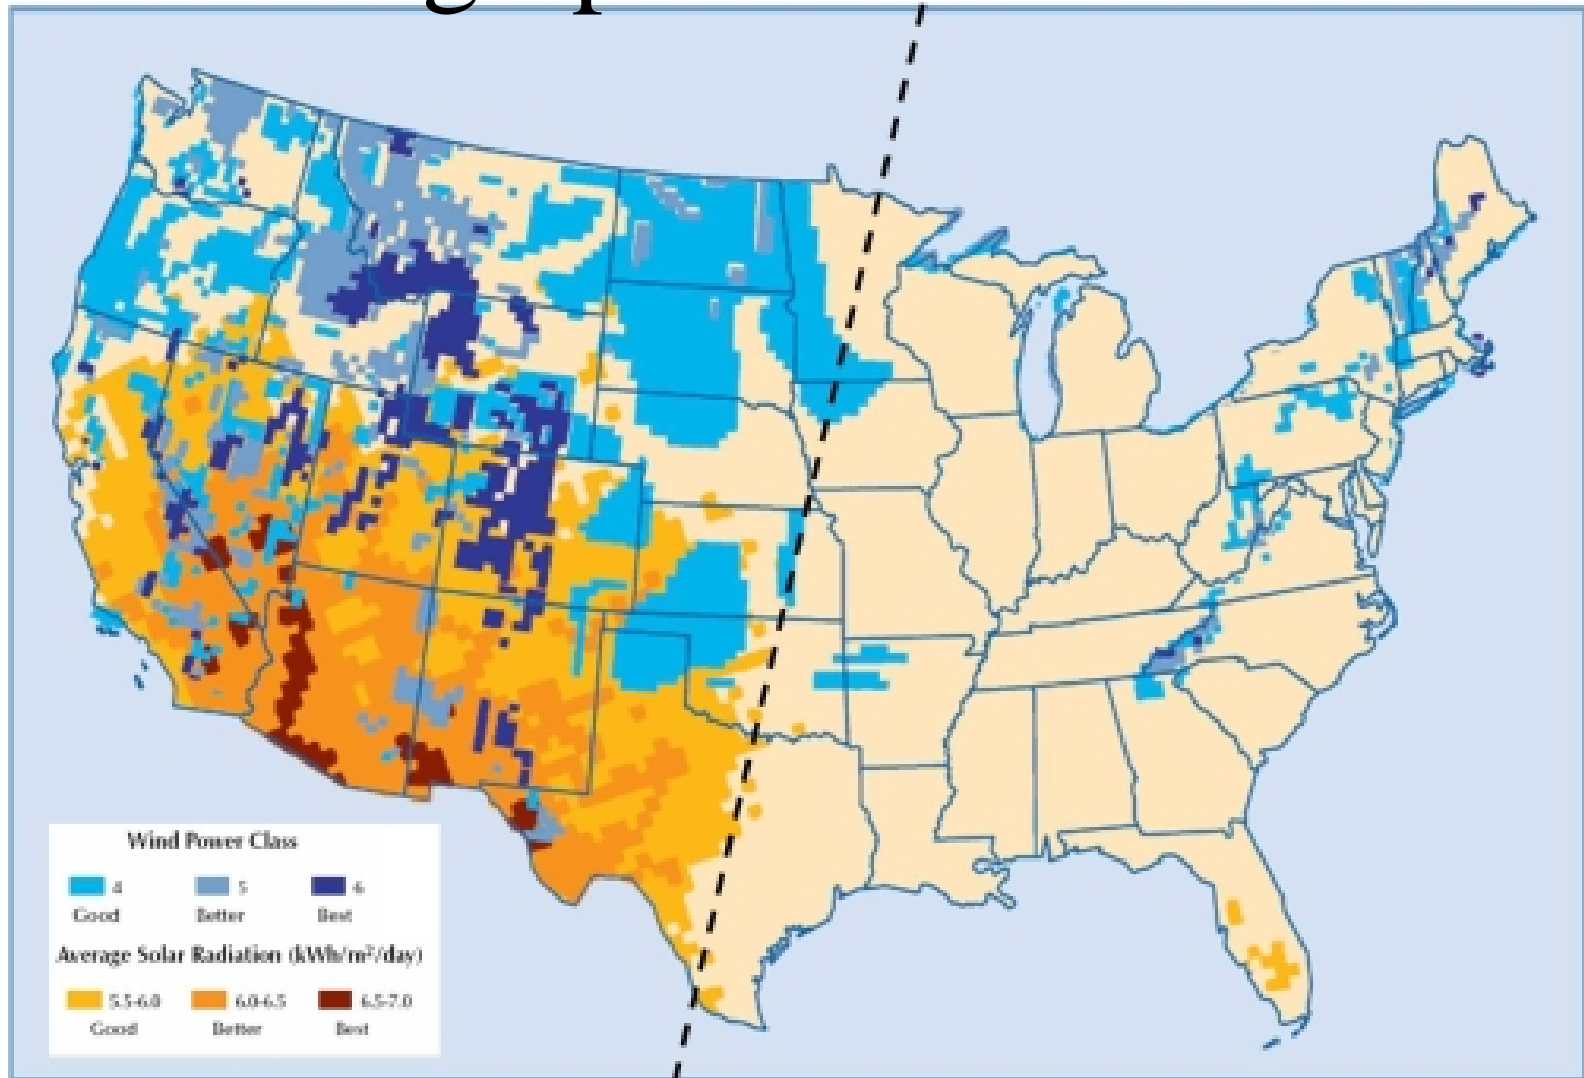 Wind Power Class
4 5 6
Good Better Best
Average Solar Radiation (kWh/m²/day)
5.5-6.0 6.0-6.5 6.5-7.0
Good Better Best